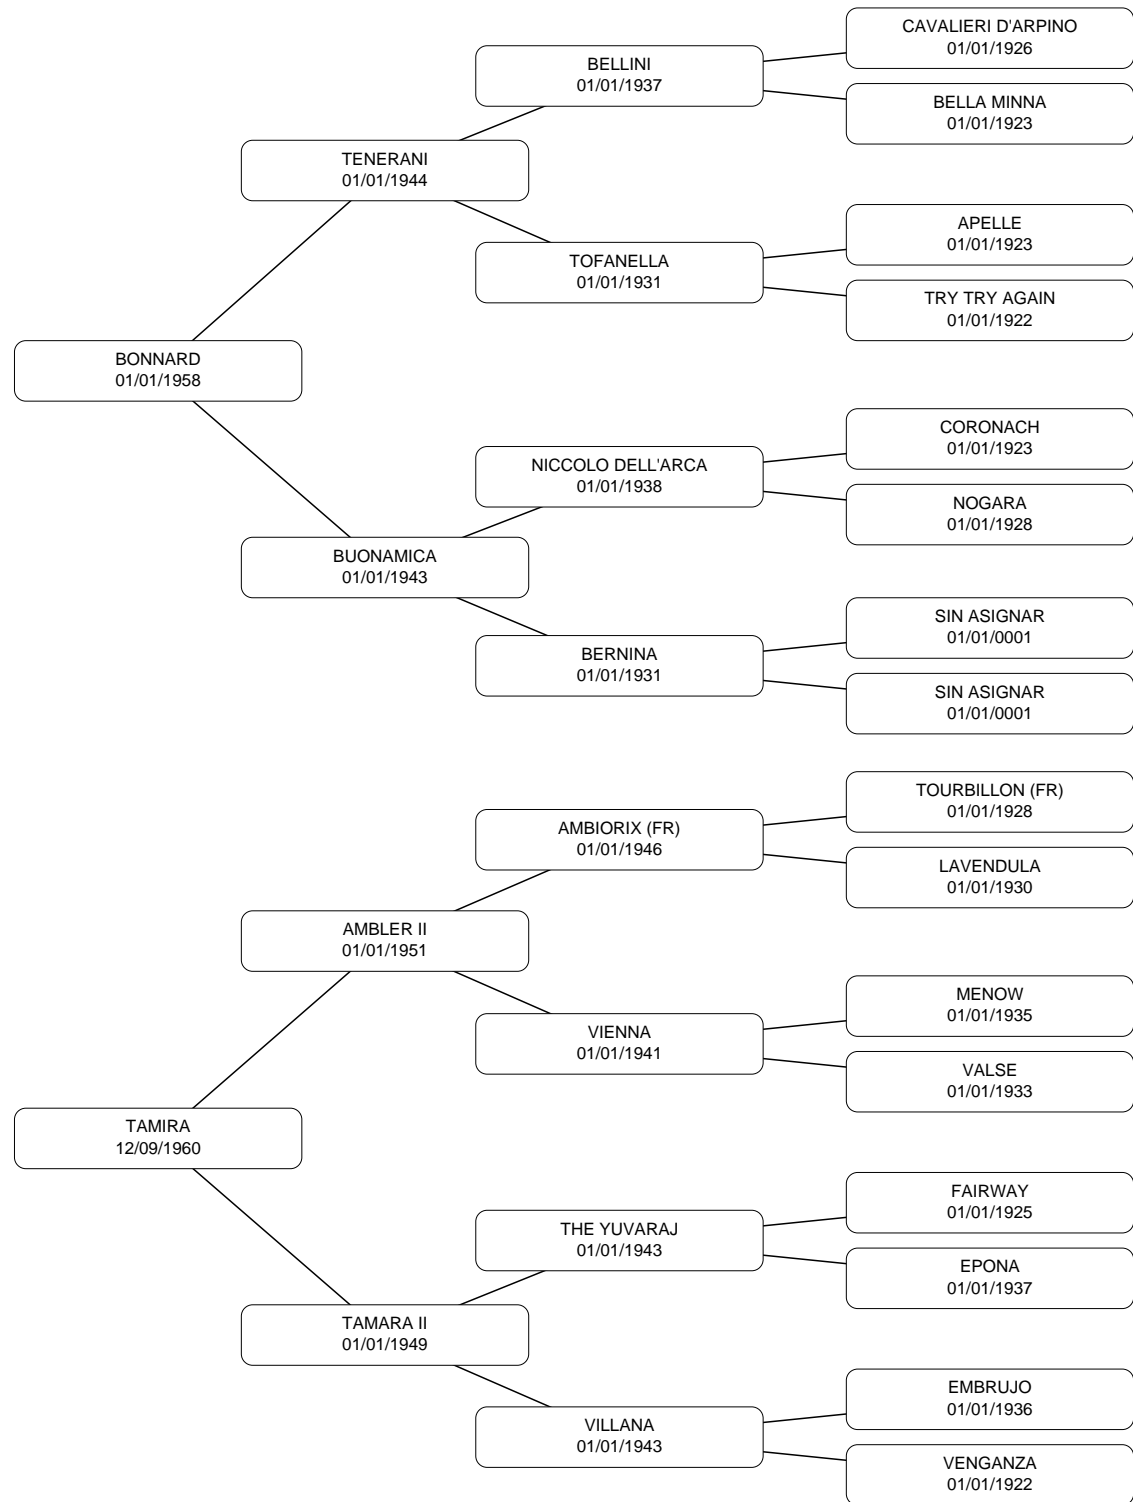 CAVALIERI D'ARPINO
01/01/1926
BELLINI
01/01/1937
BELLA MINNA
01/01/1923
TENERANI
01/01/1944
APELLE
01/01/1923
TOFANELLA
01/01/1931
TRY TRY AGAIN
01/01/1922
BONNARD
01/01/1958
CORONACH
01/01/1923
NICCOLO DELL'ARCA
01/01/1938
NOGARA
01/01/1928
BUONAMICA
01/01/1943
SIN ASIGNAR
01/01/0001
BERNINA
01/01/1931
SIN ASIGNAR
01/01/0001
TOURBILLON (FR)
01/01/1928
AMBIORIX (FR)
01/01/1946
LAVENDULA
01/01/1930
AMBLER II
01/01/1951
MENOW
01/01/1935
VIENNA
01/01/1941
VALSE
01/01/1933
TAMIRA
12/09/1960
FAIRWAY
01/01/1925
THE YUVARAJ
01/01/1943
EPONA
01/01/1937
TAMARA II
01/01/1949
EMBRUJO
01/01/1936
VILLANA
01/01/1943
VENGANZA
01/01/1922